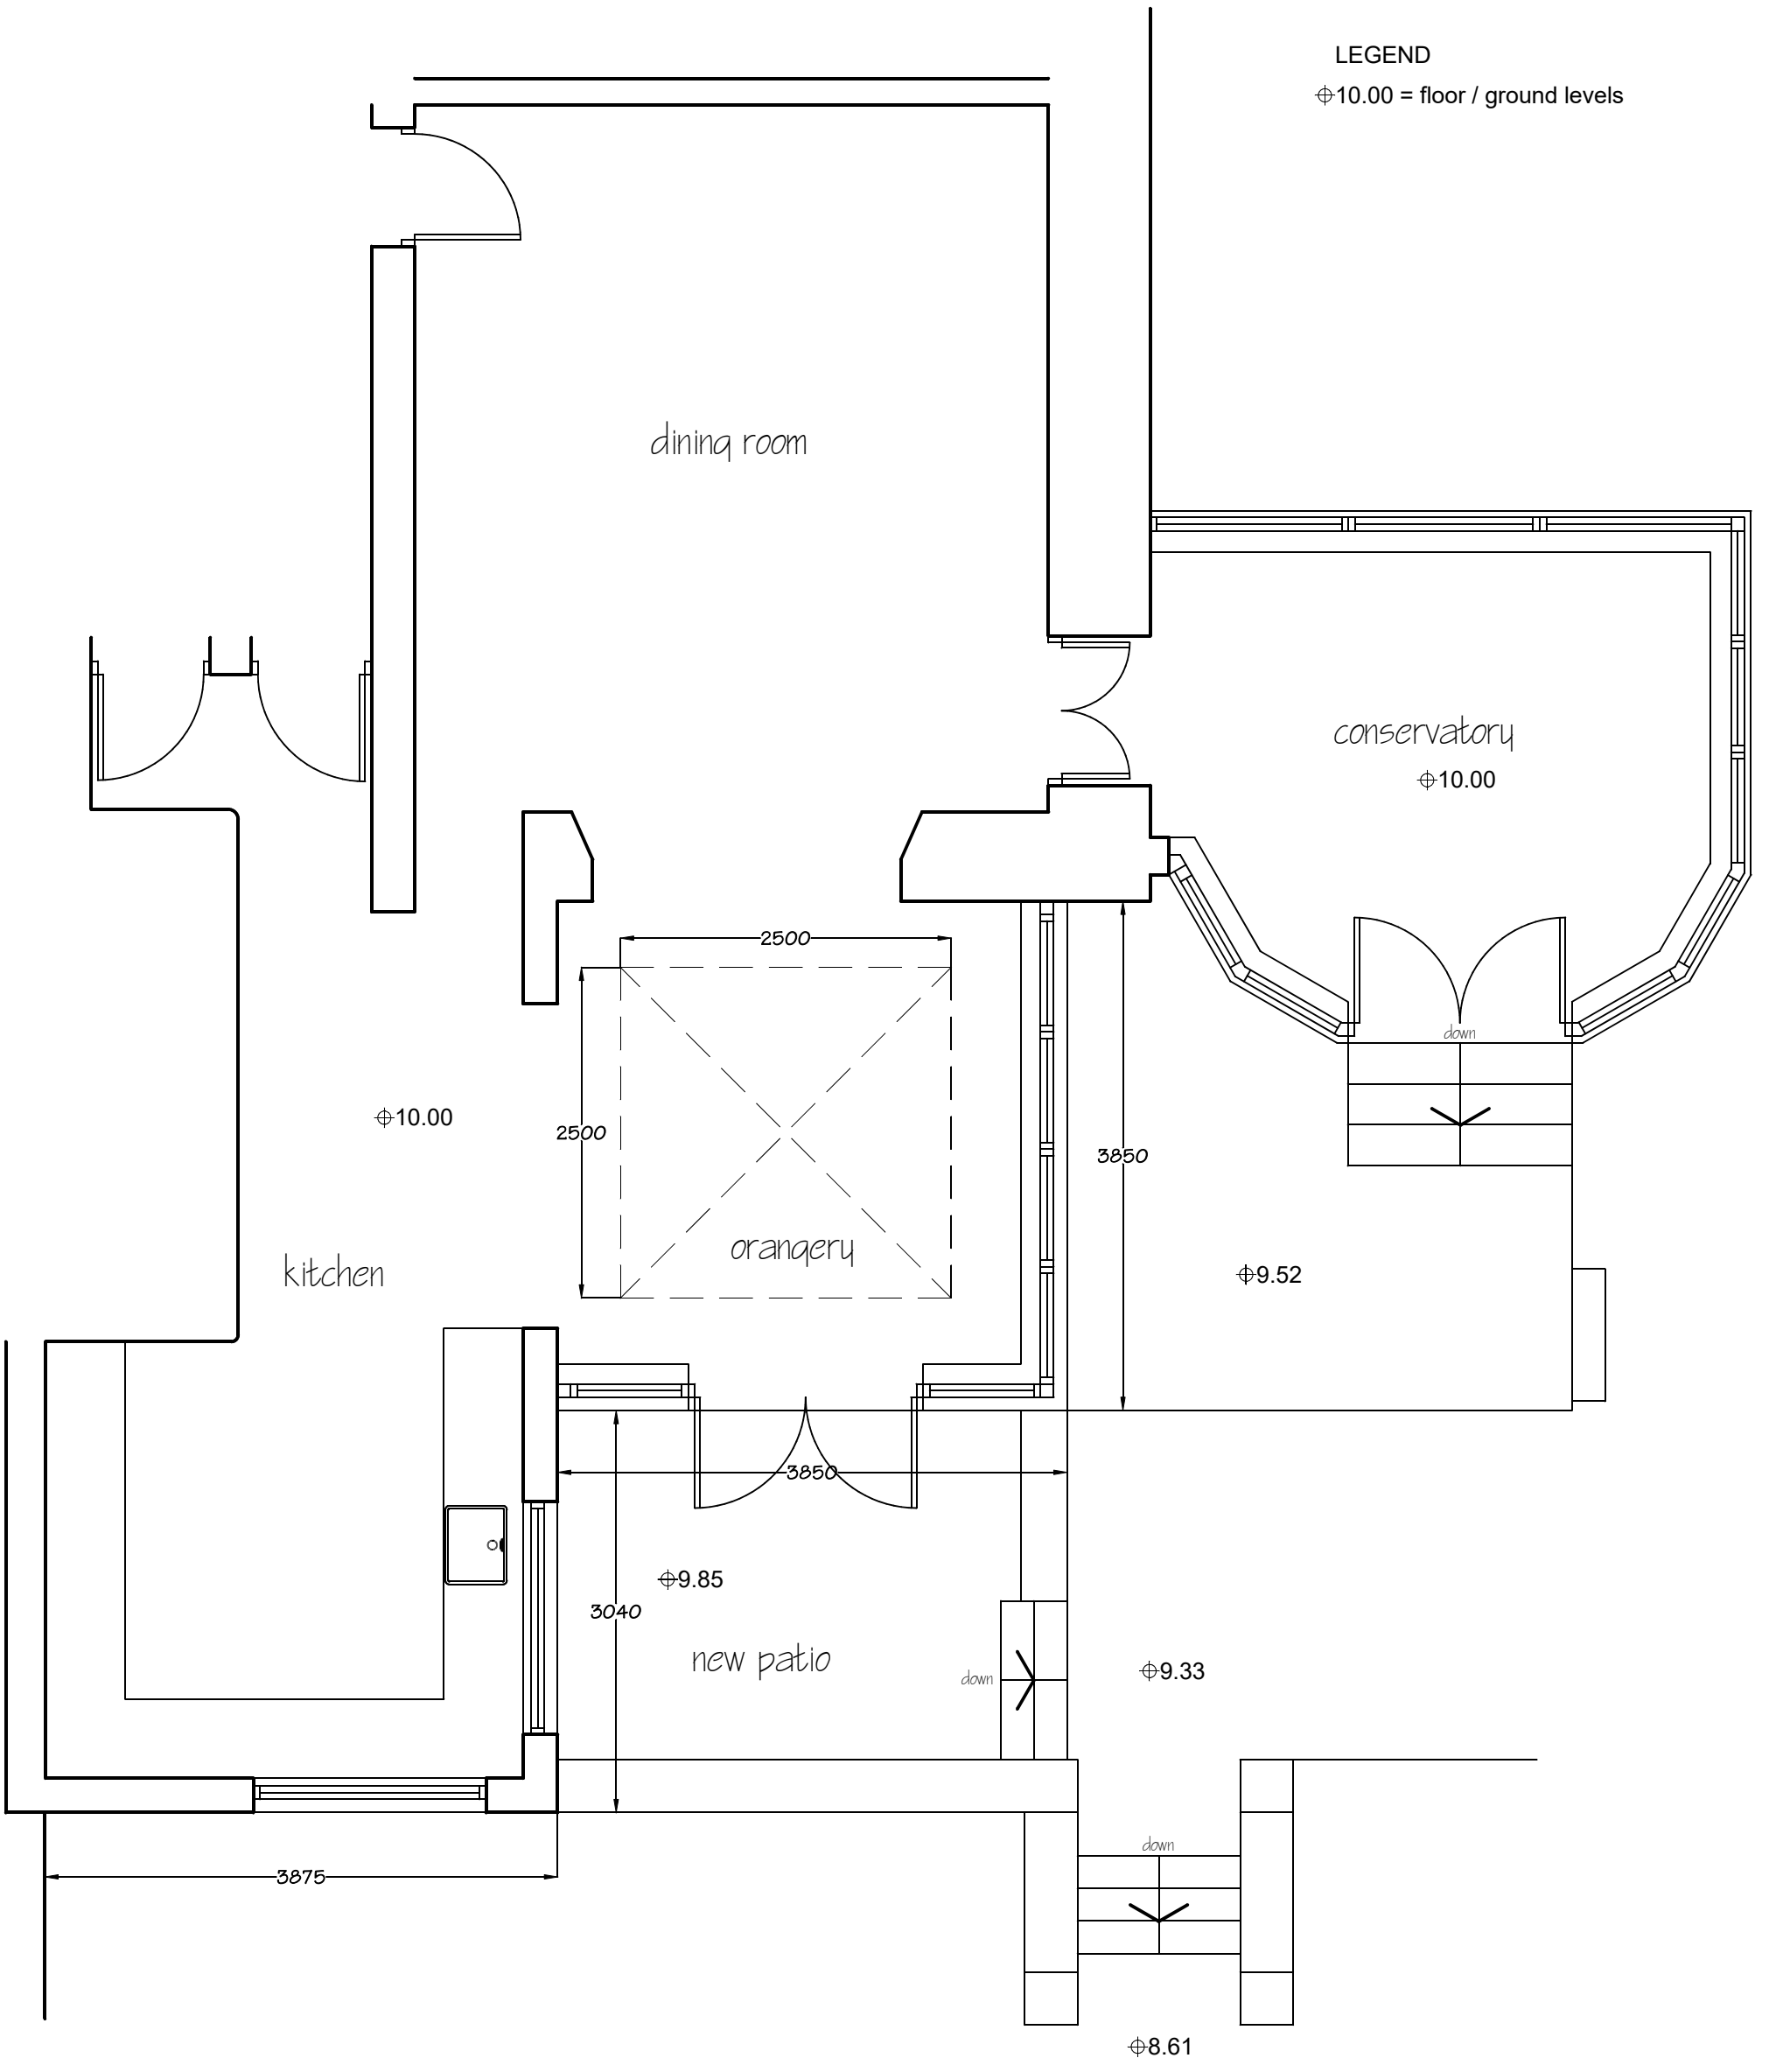 LEGEND
⌖10.00 = floor / ground levels
dining room
conservatory
⌖10.00
2500
down
⌖10.00
2500
3850
orangery
kitchen
⌖9.52
3850
⌖9.85
3040
new patio
down
⌖9.33
down
3875
⌖8.61